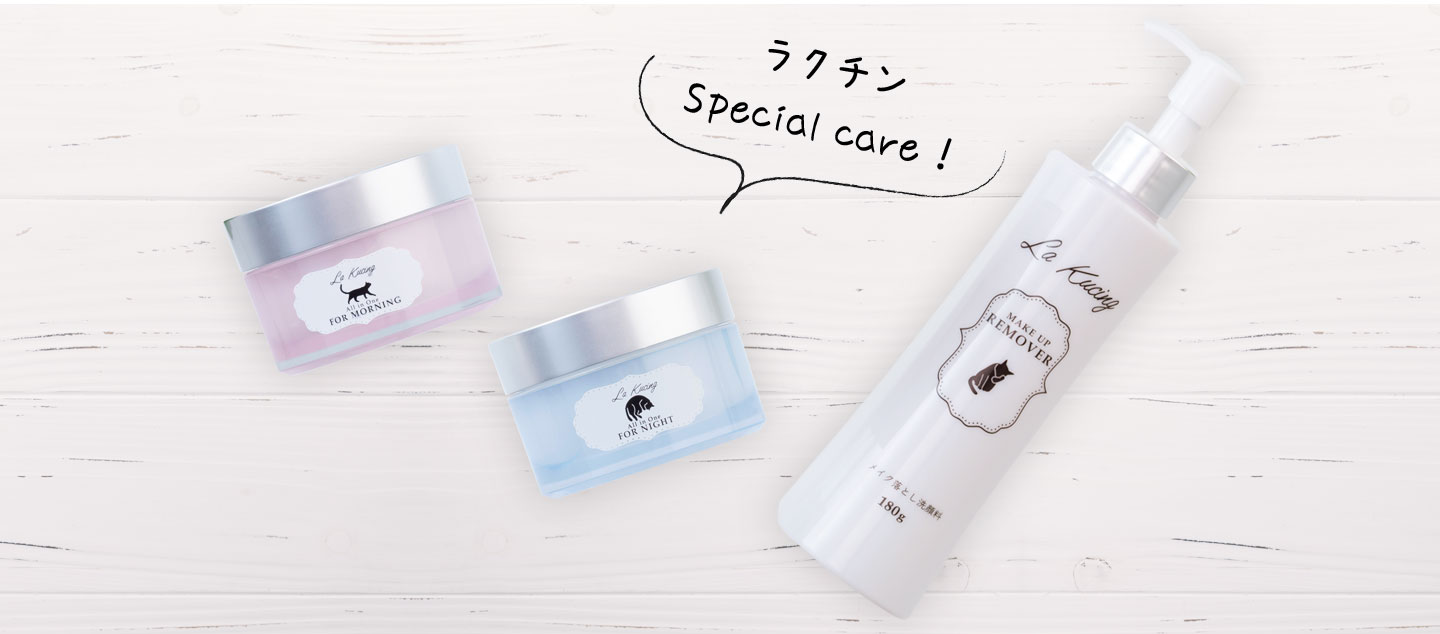 ラクチン
Special care !
La Kucing
All in One
FOR MORNING
La Kucing
All in One
FOR NIGHT
La Kucing
MAKE UP
REMOVER
メイク落とし洗顔料
180g